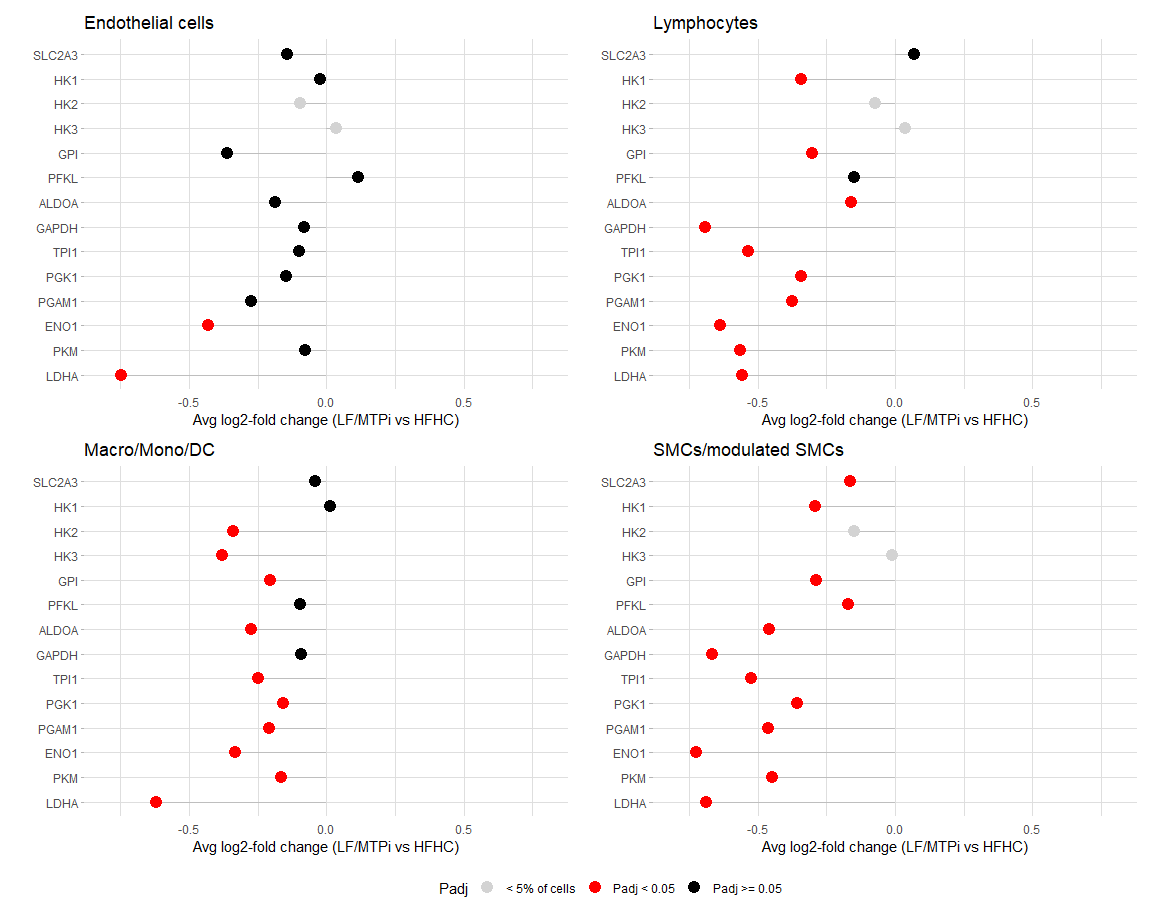 Endothelial cells
SLC2A3
HK1
HK2
HK3
GPI
PFKL
ALDOA
GAPDH
TPI1
PGK1
PGAM1
ENO1
PKM
LDHA
-0.5 0.0 0.5
Avg log2-fold change (LF/MTPi vs HFHC)
Lymphocytes
SLC2A3
HK1
HK2
HK3
GPI
PFKL
ALDOA
GAPDH
TPI1
PGK1
PGAM1
ENO1
PKM
LDHA
-0.5 0.0 0.5
Avg log2-fold change (LF/MTPi vs HFHC)
Macro/Mono/DC
SLC2A3
HK1
HK2
HK3
GPI
PFKL
ALDOA
GAPDH
TPI1
PGK1
PGAM1
ENO1
PKM
LDHA
-0.5 0.0 0.5
Avg log2-fold change (LF/MTPi vs HFHC)
SMCs/modulated SMCs
SLC2A3
HK1
HK2
HK3
GPI
PFKL
ALDOA
GAPDH
TPI1
PGK1
PGAM1
ENO1
PKM
LDHA
-0.5 0.0 0.5
Avg log2-fold change (LF/MTPi vs HFHC)
Padj < 5% of cells Padj < 0.05 Padj >= 0.05